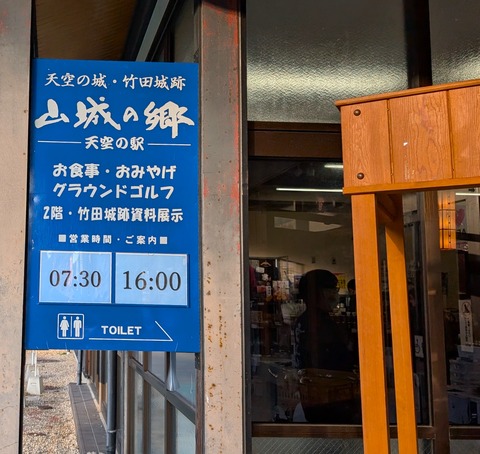 天空の城・竹田城跡
山城の郷
天空の駅
お食事・おみやげ
グラウンドゴルフ
2階・竹田城跡資料展示
■営業時間・ご案内■
07:30 16:00
TOILET